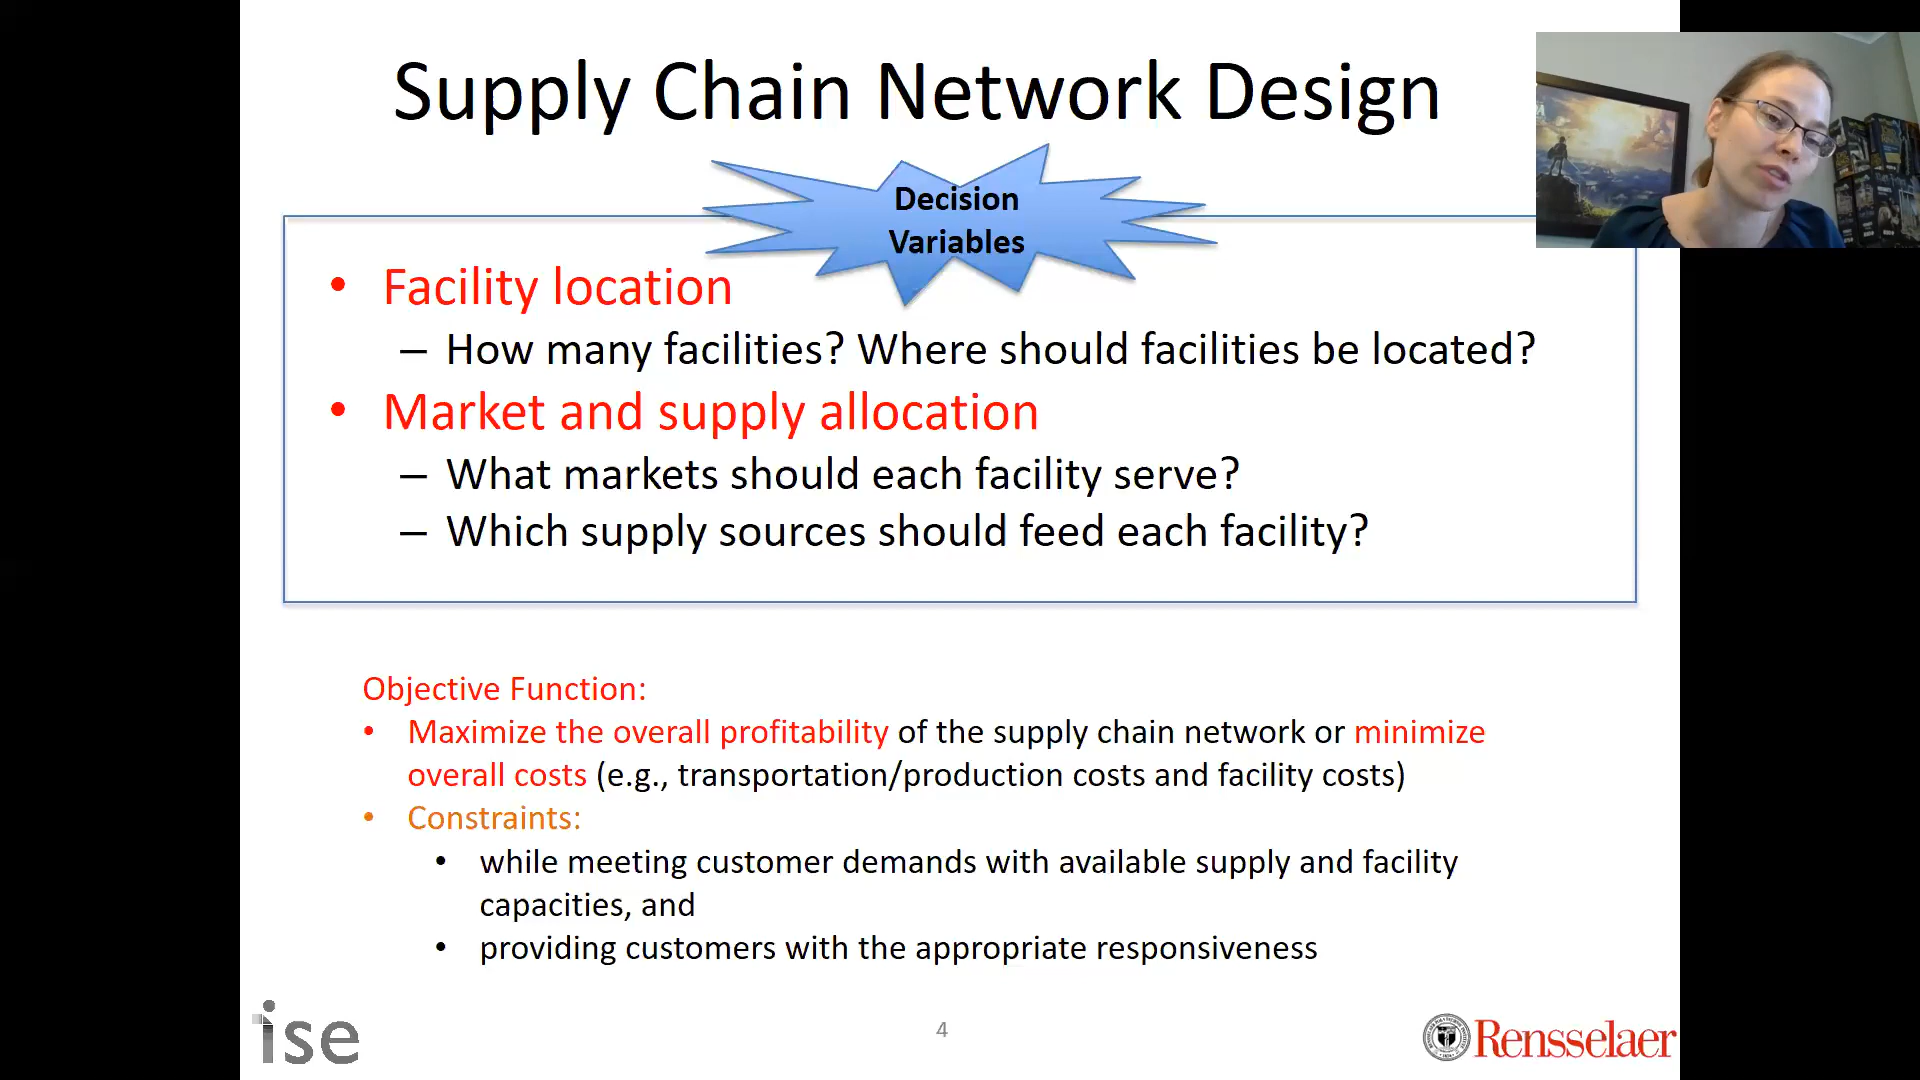 Supply Chain Network Design
Decision
Variables
• Facility location
– How many facilities? Where should facilities be located?
• Market and supply allocation
– What markets should each facility serve?
– Which supply sources should feed each facility?
Objective Function:
• Maximize the overall profitability of the supply chain network or minimize
overall costs (e.g., transportation/production costs and facility costs)
• Constraints:
• while meeting customer demands with available supply and facility
capacities, and
• providing customers with the appropriate responsiveness
ise
4
Rensselaer